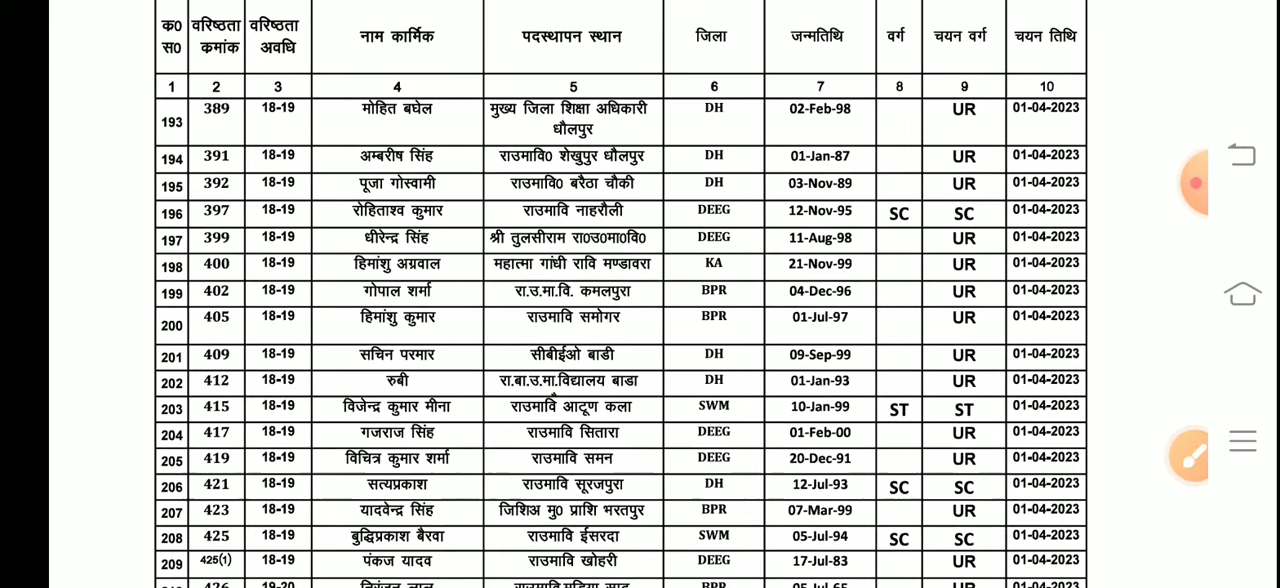 क0 स0 वरिष्ठता कमांक वरिष्ठता अवधि नाम कार्मिक पदस्थापन स्थान जिला जन्मतिथि वर्ग चयन वर्ग चयन तिथि
1 2 3 4 5 6 7 8 9 10
193 389 18-19 मोहित बघेल मुख्य जिला शिक्षा अधिकारी धौलपुर DH 02-Feb-98 UR 01-04-2023
194 391 18-19 अम्बरीष सिंह राउमावि0 शेखुपुर धौलपुर DH 01-Jan-87 UR 01-04-2023
195 392 18-19 पूजा गोस्वामी राउमावि0 बरैठा चौकी DH 03-Nov-89 UR 01-04-2023
196 397 18-19 रोहिताश्व कुमार राउमावि नाहरौली DEEG 12-Nov-95 SC SC 01-04-2023
197 399 18-19 धीरेन्द्र सिंह श्री तुलसीराम रा0उ0मा0वि0 DEEG 11-Aug-98 UR 01-04-2023
198 400 18-19 हिमांशु अग्रवाल महात्मा गांधी रावि मण्डावरा KA 21-Nov-99 UR 01-04-2023
199 402 18-19 गोपाल शर्मा रा.उ.मा.वि. कमलपुरा BPR 04-Dec-96 UR 01-04-2023
200 405 18-19 हिमांशु कुमार राउमावि समोगर BPR 01-Jul-97 UR 01-04-2023
201 409 18-19 सचिन परमार सीबीईओ बाडी DH 09-Sep-99 UR 01-04-2023
202 412 18-19 रुबी रा.बा.उ.मा.विद्यालय बाडा DH 01-Jan-93 UR 01-04-2023
203 415 18-19 विजेन्द्र कुमार मीना राउमावि आटूण कला SWM 10-Jan-99 ST ST 01-04-2023
204 417 18-19 गजराज सिंह राउमावि सितारा DEEG 01-Feb-00 UR 01-04-2023
205 419 18-19 विचित्र कुमार शर्मा राउमावि समन DEEG 20-Dec-91 UR 01-04-2023
206 421 18-19 सत्यप्रकाश राउमावि सूरजपुरा DH 12-Jul-93 SC SC 01-04-2023
207 423 18-19 यादवेन्द्र सिंह जिशिअ मु0 प्राशि भरतपुर BPR 07-Mar-99 UR 01-04-2023
208 425 18-19 बुद्धिप्रकाश बैरवा राउमावि ईसरदा SWM 05-Jul-94 SC SC 01-04-2023
209 425(1) 18-19 पंकज यादव राउमावि खोहरी DEEG 17-Jul-83 UR 01-04-2023
426 19-20 BPR 05-Jul-65 UR 01-04-2023